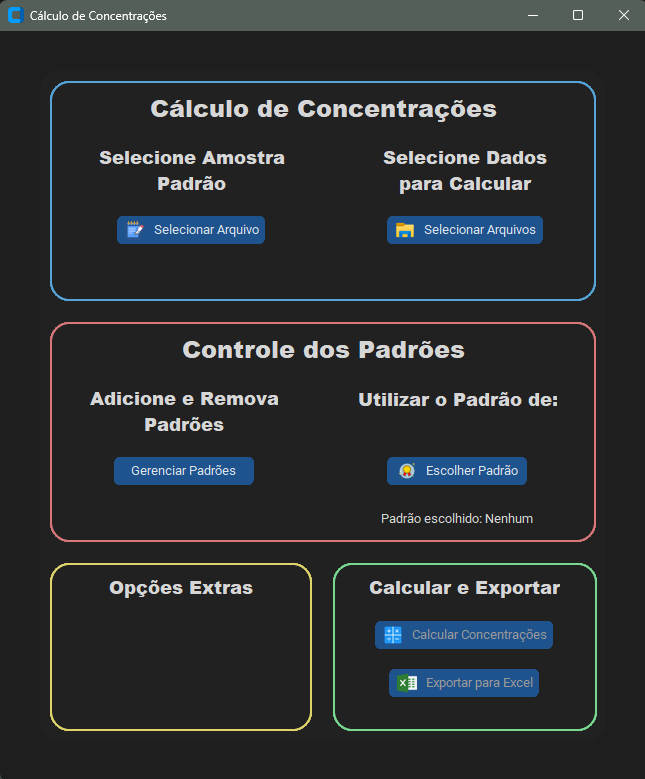 Cálculo de Concentrações
Cálculo de Concentrações
Selecione Amostra
Padrão
Selecionar Arquivo
Selecione Dados
para Calcular
Selecionar Arquivos
Controle dos Padrões
Adicione e Remova
Padrões
Gerenciar Padrões
Utilizar o Padrão de:
Escolher Padrão
Padrão escolhido: Nenhum
Opções Extras
Calcular e Exportar
Calcular Concentrações
Exportar para Excel